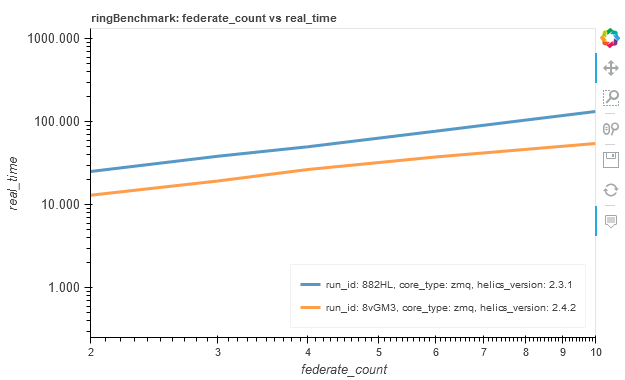 ringBenchmark: federate_count vs real_time
1000.000
100.000
10.000
1.000
real_time
run_id: 882HL, core_type: zmq, helics_version: 2.3.1
run_id: 8vGM3, core_type: zmq, helics_version: 2.4.2
2 3 4 5 6 7 8 9 10
federate_count